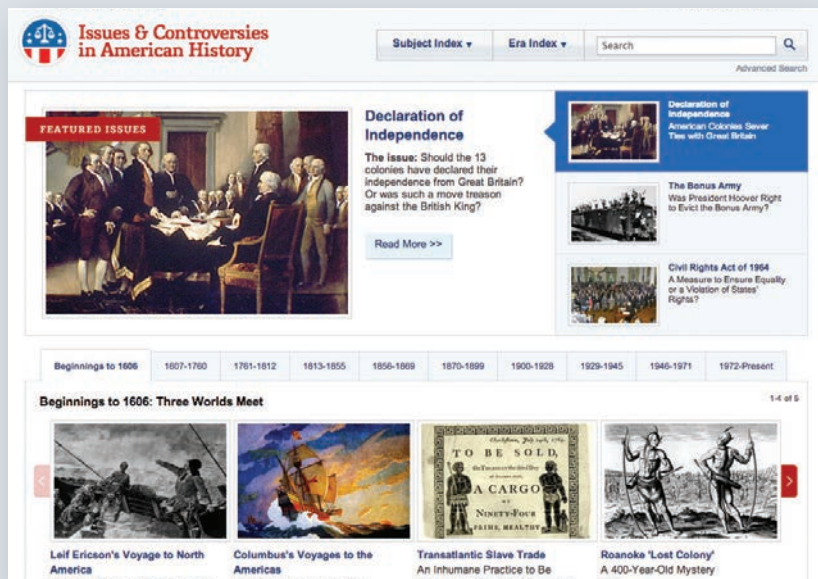 Issues & Controversies
in American History
Subject Index ▾
Era Index ▾
Search
Advanced Search
FEATURED ISSUES
Declaration of
Independence
The issue: Should the 13
colonies have declared their
independence from Great Britain?
Or was such a move treason
against the British King?
Read More >>
Declaration of
Independence
American Colonies Sever
Ties with Great Britain
The Bonus Army
Was President Hoover Right
to Evict the Bonus Army?
Civil Rights Act of 1964
A Measure to Ensure Equality
or a Violation of States'
Rights?
Beginnings to 1606
1607-1760
1761-1812
1813-1855
1856-1869
1870-1899
1900-1928
1929-1945
1946-1971
1972-Present
Beginnings to 1606: Three Worlds Meet
1-4 of 5
Charlestown, July 24th, 1769.
TO BE SOLD,
A CARGO
OF
NINETY-FOUR
PRIME, HEALTHY
Leif Ericson's Voyage to North
America
Columbus's Voyages to the
Americas
Transatlantic Slave Trade
An Inhumane Practice to Be
Roanoke 'Lost Colony'
A 400-Year-Old Mystery